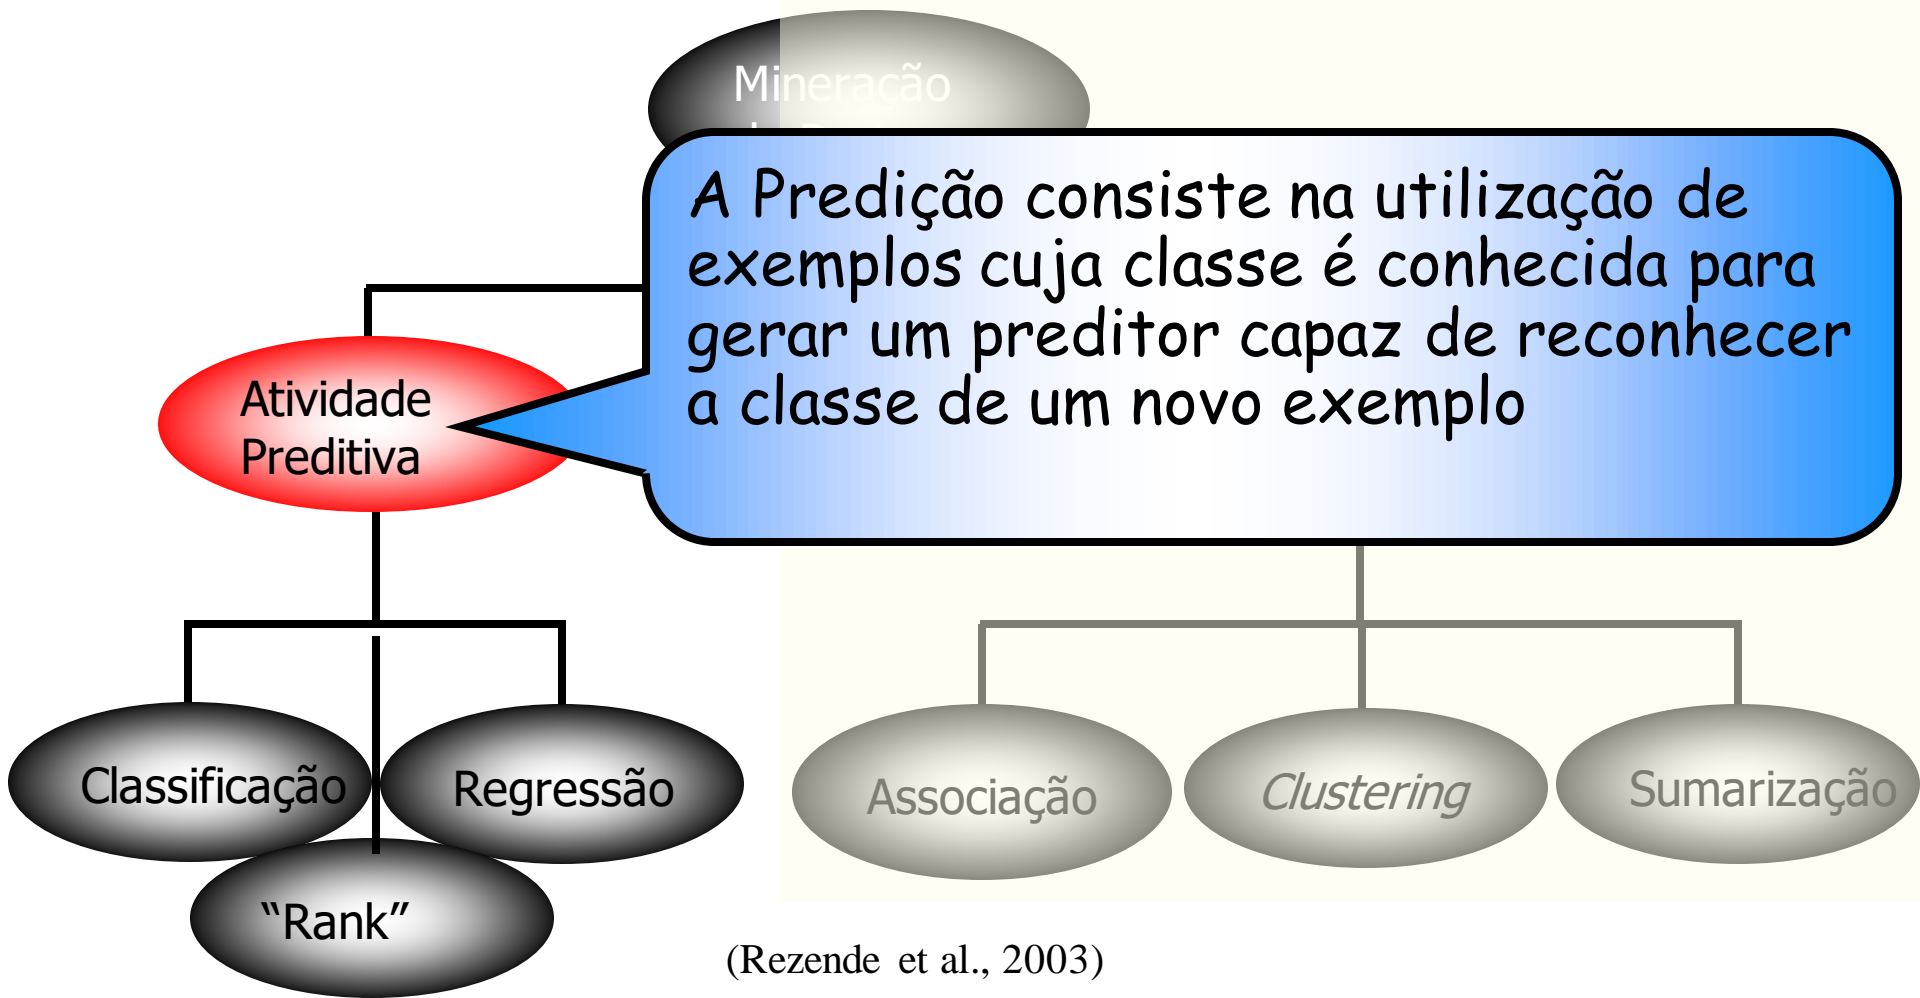 Mineração
A Predição consiste na utilização de
exemplos cuja classe é conhecida para
gerar um preditor capaz de reconhecer
a classe de um novo exemplo
Atividade
Preditiva
Classificação
Regressão
“Rank”
Associação
Clustering
Sumarização
(Rezende et al., 2003)